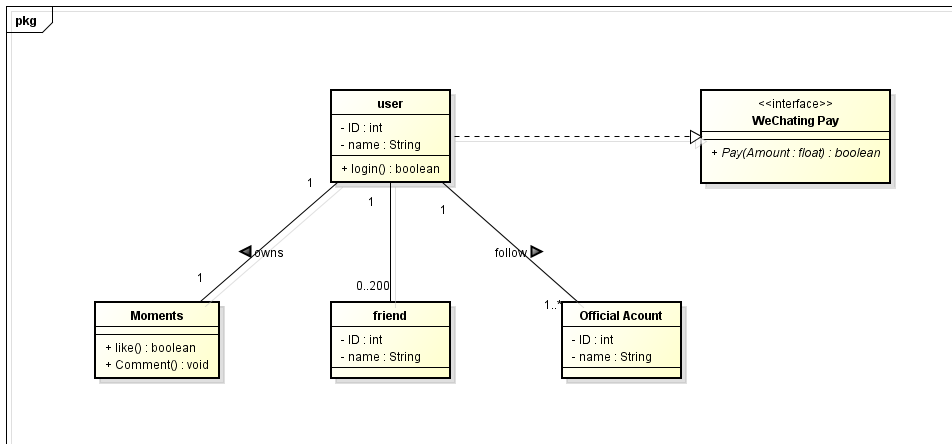 pkg
user
- ID : int
- name : String
+ login() : boolean
<<interface>>
WeChating Pay
+ Pay(Amount : float) : boolean
1
1
1
owns
follow
1
0..200
1..*
Moments
+ like() : boolean
+ Comment() : void
friend
- ID : int
- name : String
Official Acount
- ID : int
- name : String